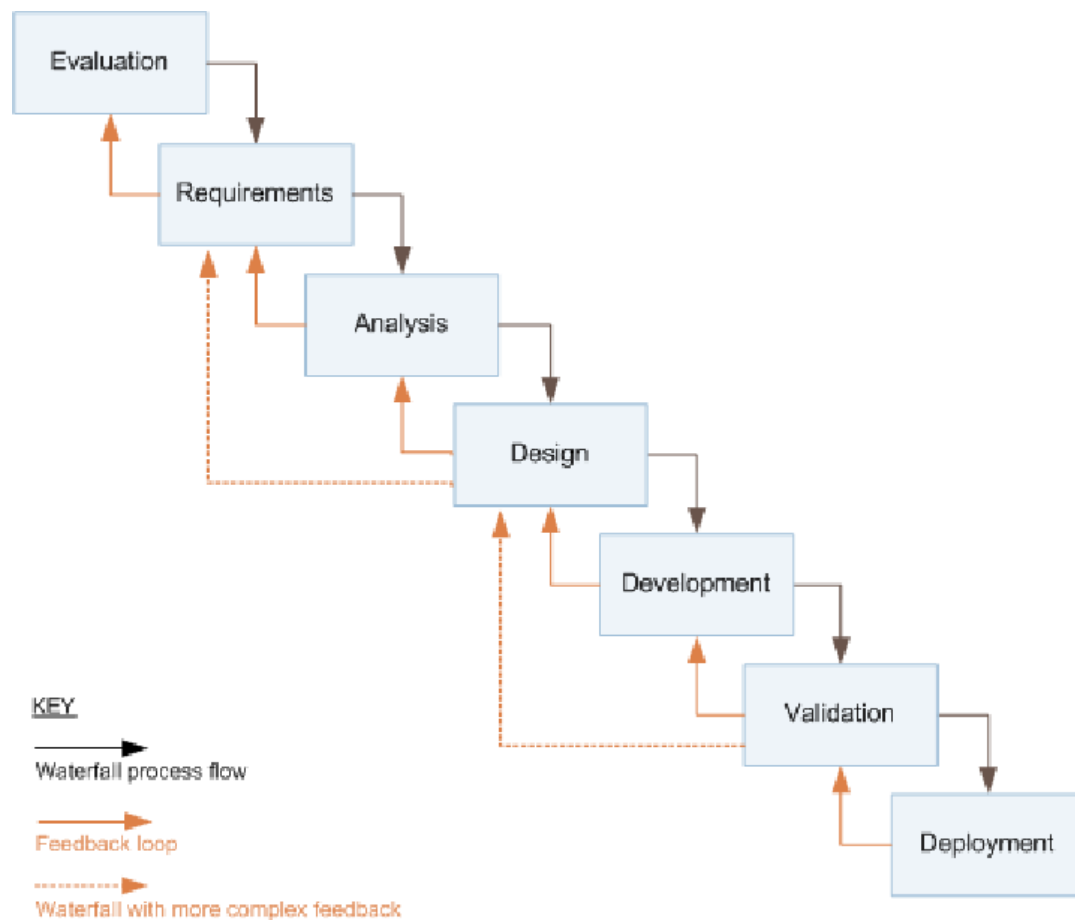 Evaluation
Requirements
Analysis
Design
Development
Validation
Deployment
KEY
Waterfall process flow
Feedback loop
Waterfall with more complex feedback